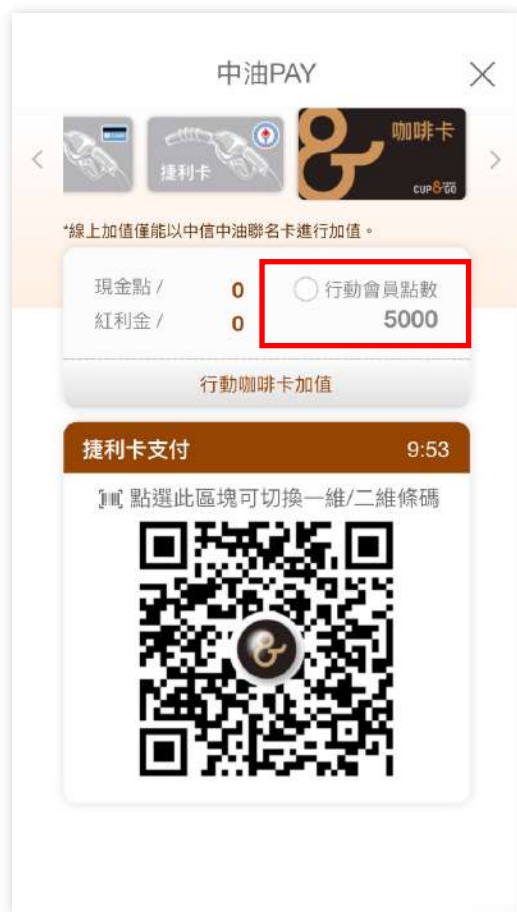 中油PAY
捷利卡
咖啡卡
CUP&GO
*線上加值僅能以中信中油聯名卡進行加值。
現金點 / 0
行動會員點數
紅利金 / 0
5000
行動咖啡卡加值
捷利卡支付 9:53
點選此區塊可切換一維/二維條碼